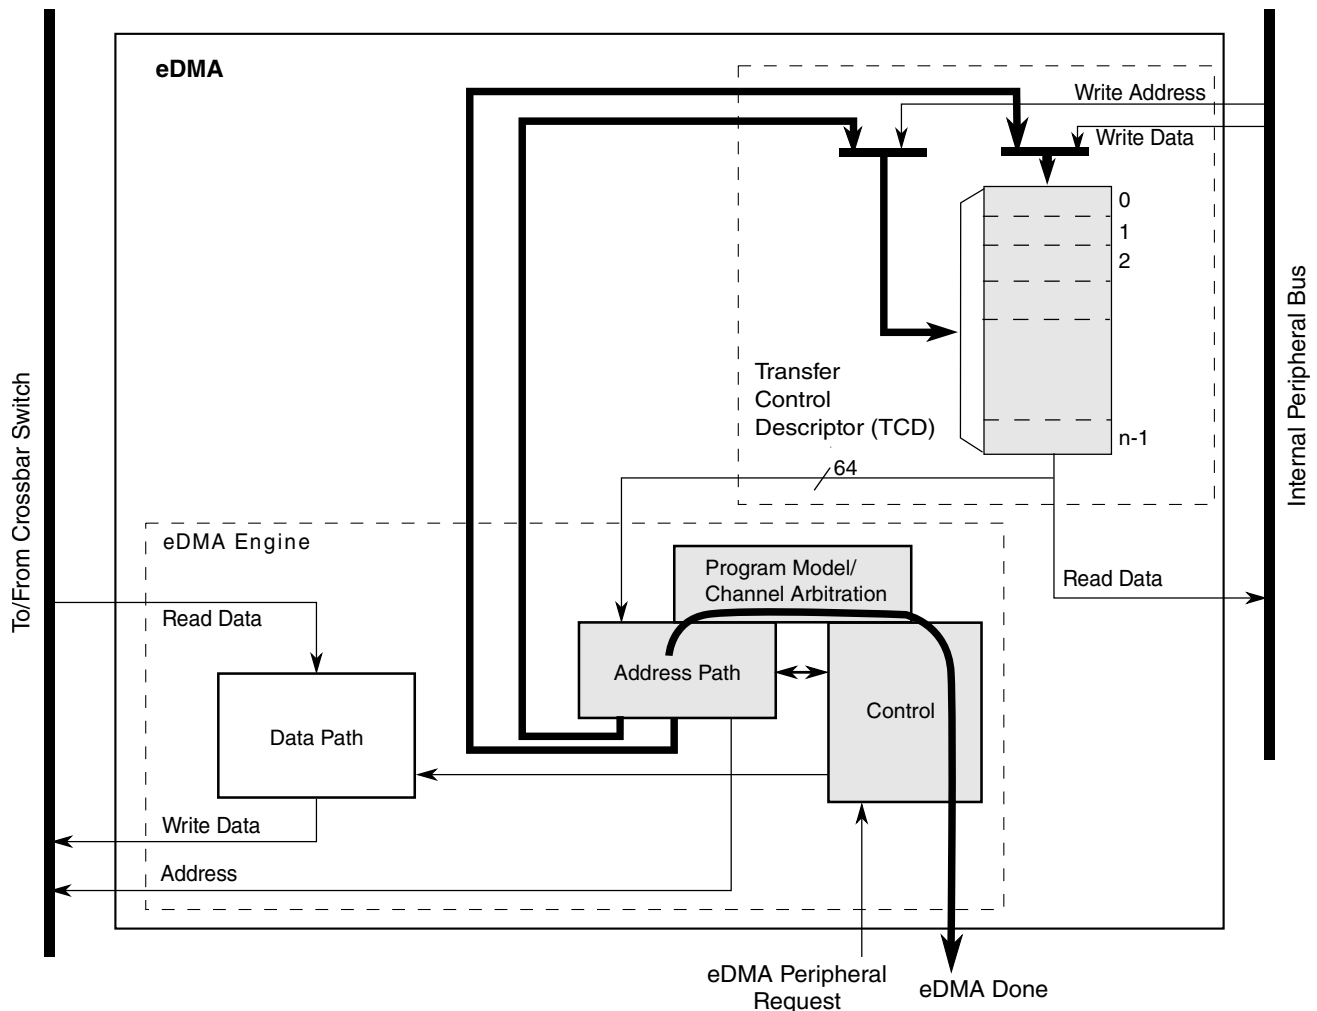 eDMA
Write Address
Write Data
0
1
2
n-1
Transfer
Control
Descriptor (TCD)
64
To/From Crossbar Switch
Internal Peripheral Bus
eDMA Engine
Program Model/
Channel Arbitration
Read Data
Read Data
Address Path
Control
Data Path
Write Data
Address
eDMA Peripheral
Request
eDMA Done